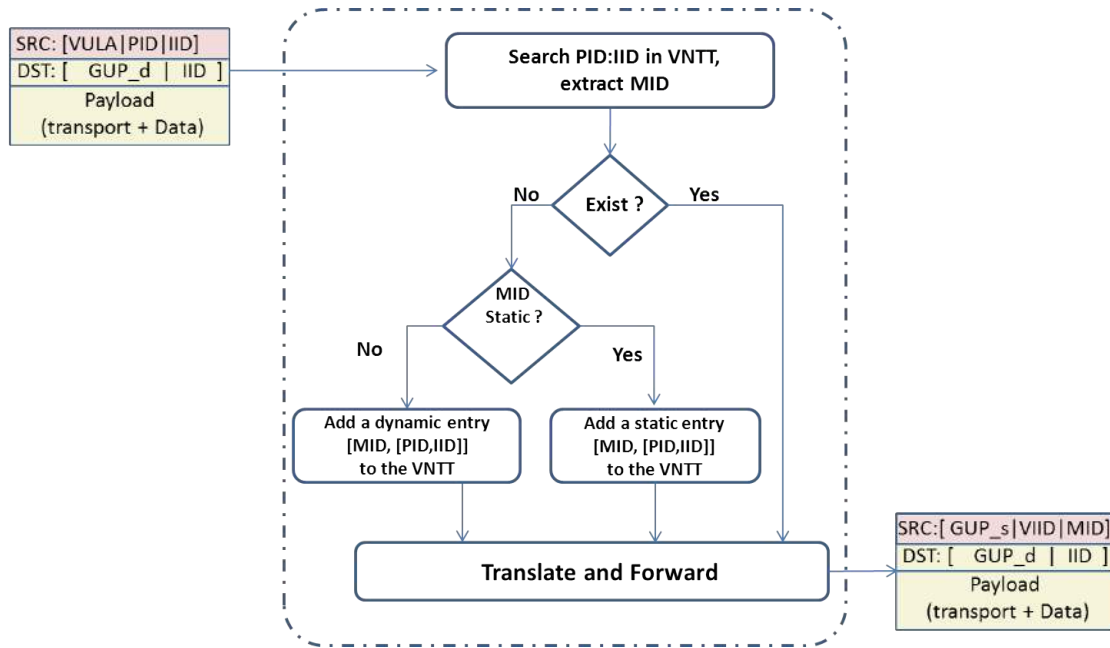 SRC: [VULA|PID|IID]
DST: [ GUP_d | IID ]
Payload
(transport + Data)
Search PID:IID in VNTT,
extract MID
Exist ?
No
Yes
MID
Static ?
No
Yes
Add a dynamic entry
[MID, [PID,IID]]
to the VNTT
Add a static entry
[MID, [PID,IID]]
to the VNTT
Translate and Forward
SRC:[ GUP_s|VIID|MID]
DST: [ GUP_d | IID ]
Payload
(transport + Data)